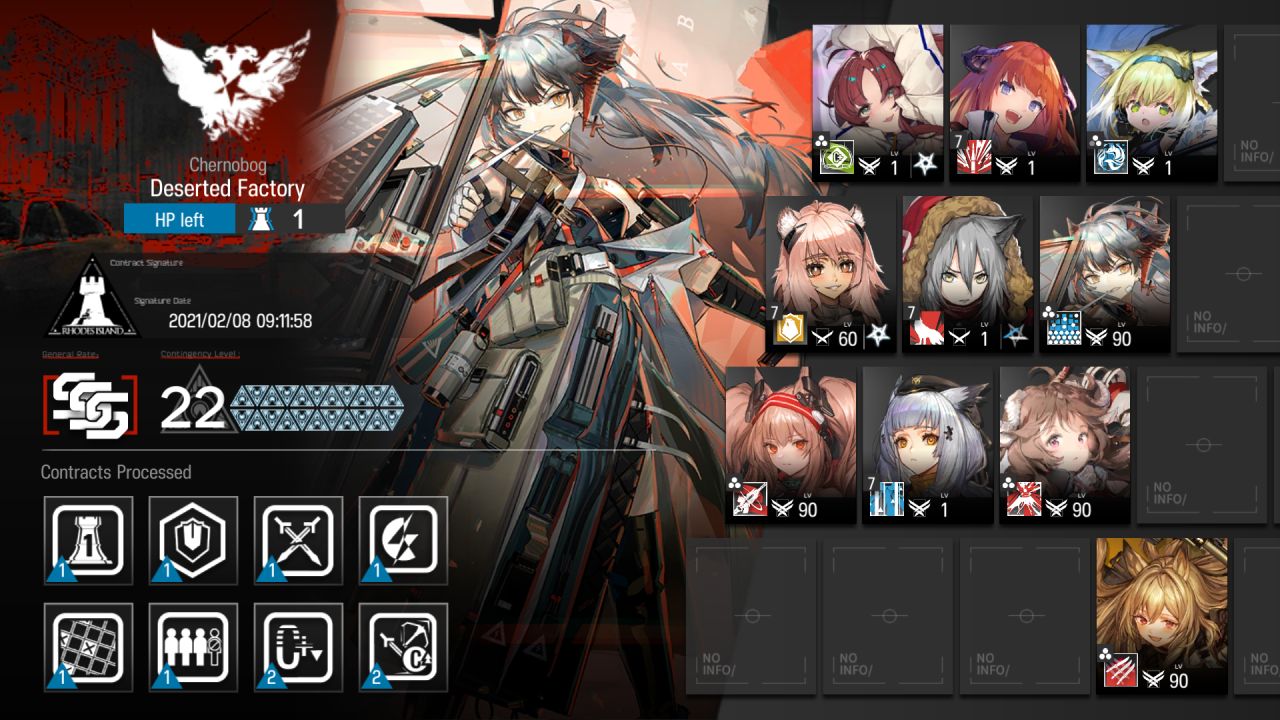 Chernobog
Deserted Factory
HP left 1
Contract Signature
Signature Date
RHODES ISLAND
2021/02/08 09:11:58
General Rate:
Contingency Level :
SSS
22
Contracts Processed
1
1
1
1
1
1
1
2
C
2
LV
1
7
LV
1
LV
1
NO
INFO/
7
LV
60
7
LV
1
LV
90
NO
INFO/
LV
90
7
LV
1
LV
90
NO
INFO/
NO
INFO/
NO
INFO/
NO
INFO/
LV
90
NO
INFO/
B